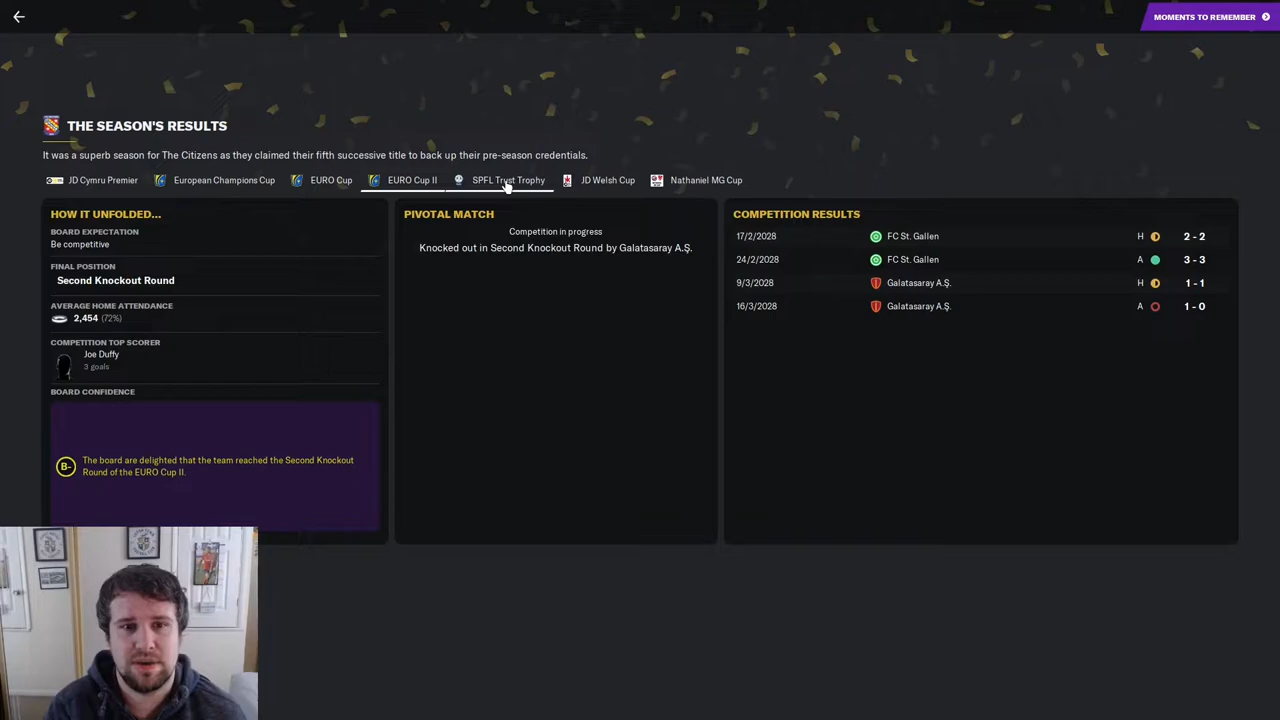 MOMENTS TO REMEMBER
THE SEASON'S RESULTS
It was a superb season for The Citizens as they claimed their fifth successive title to back up their pre-season credentials.
JD Cymru Premier European Champions Cup EURO Cup EURO Cup II SPFL Trust Trophy JD Welsh Cup Nathaniel MG Cup
HOW IT UNFOLDED...
BOARD EXPECTATION
Be competitive
FINAL POSITION
Second Knockout Round
AVERAGE HOME ATTENDANCE
2,454 (72%)
COMPETITION TOP SCORER
Joe Duffy
3 goals
BOARD CONFIDENCE
B-
The board are delighted that the team reached the Second Knockout
Round of the EURO Cup II.
PIVOTAL MATCH
Competition in progress
Knocked out in Second Knockout Round by Galatasaray A.Ş.
COMPETITION RESULTS
17/2/2028 FC St. Gallen H 2 - 2
24/2/2028 FC St. Gallen A 3 - 3
9/3/2028 Galatasaray A.Ş. H 1 - 1
16/3/2028 Galatasaray A.Ş. A 1 - 0